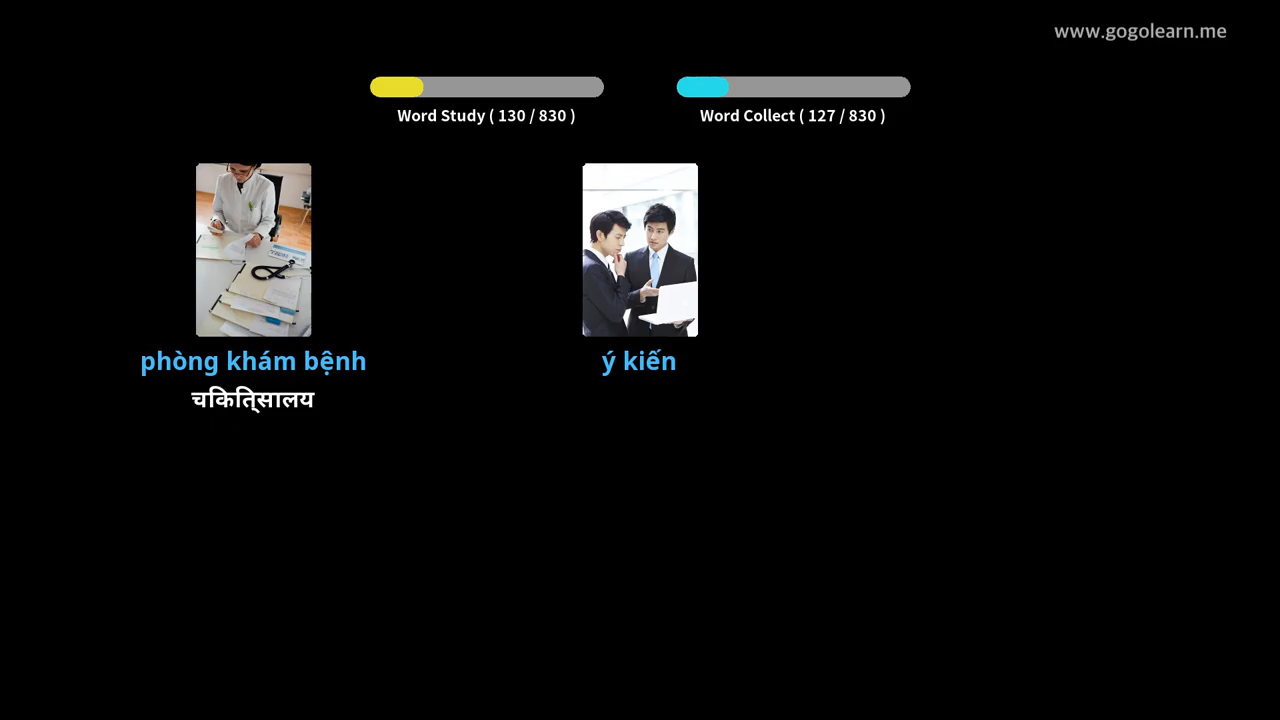 www.gogolearn.me
Word Study ( 130 / 830 )
Word Collect ( 127 / 830 )
phòng khám bệnh
चिकित्सालय
ý kiến